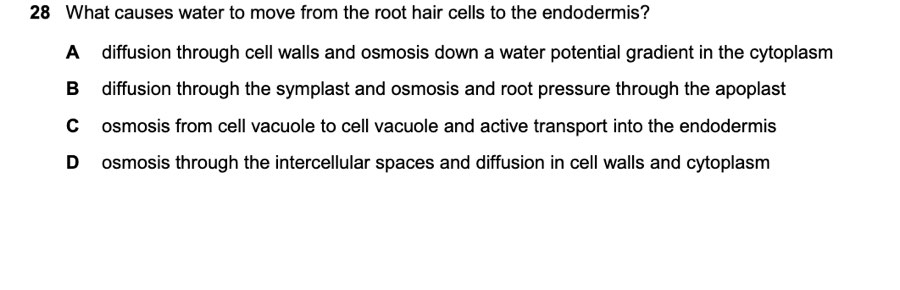 28 What causes water to move from the root hair cells to the endodermis?
A diffusion through cell walls and osmosis down a water potential gradient in the cytoplasm
B diffusion through the symplast and osmosis and root pressure through the apoplast
C osmosis from cell vacuole to cell vacuole and active transport into the endodermis
D osmosis through the intercellular spaces and diffusion in cell walls and cytoplasm